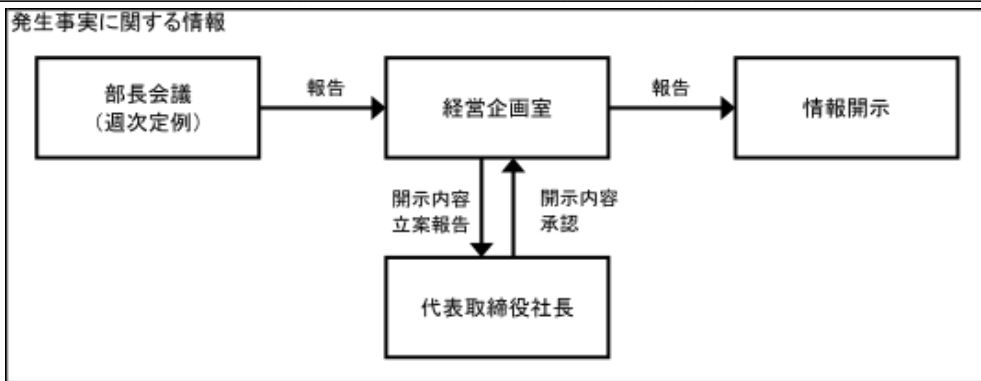 発生事実に関する情報
部長会議
（週次定例）
報告
経営企画室
報告
情報開示
開示内容
立案報告
開示内容
承認
代表取締役社長